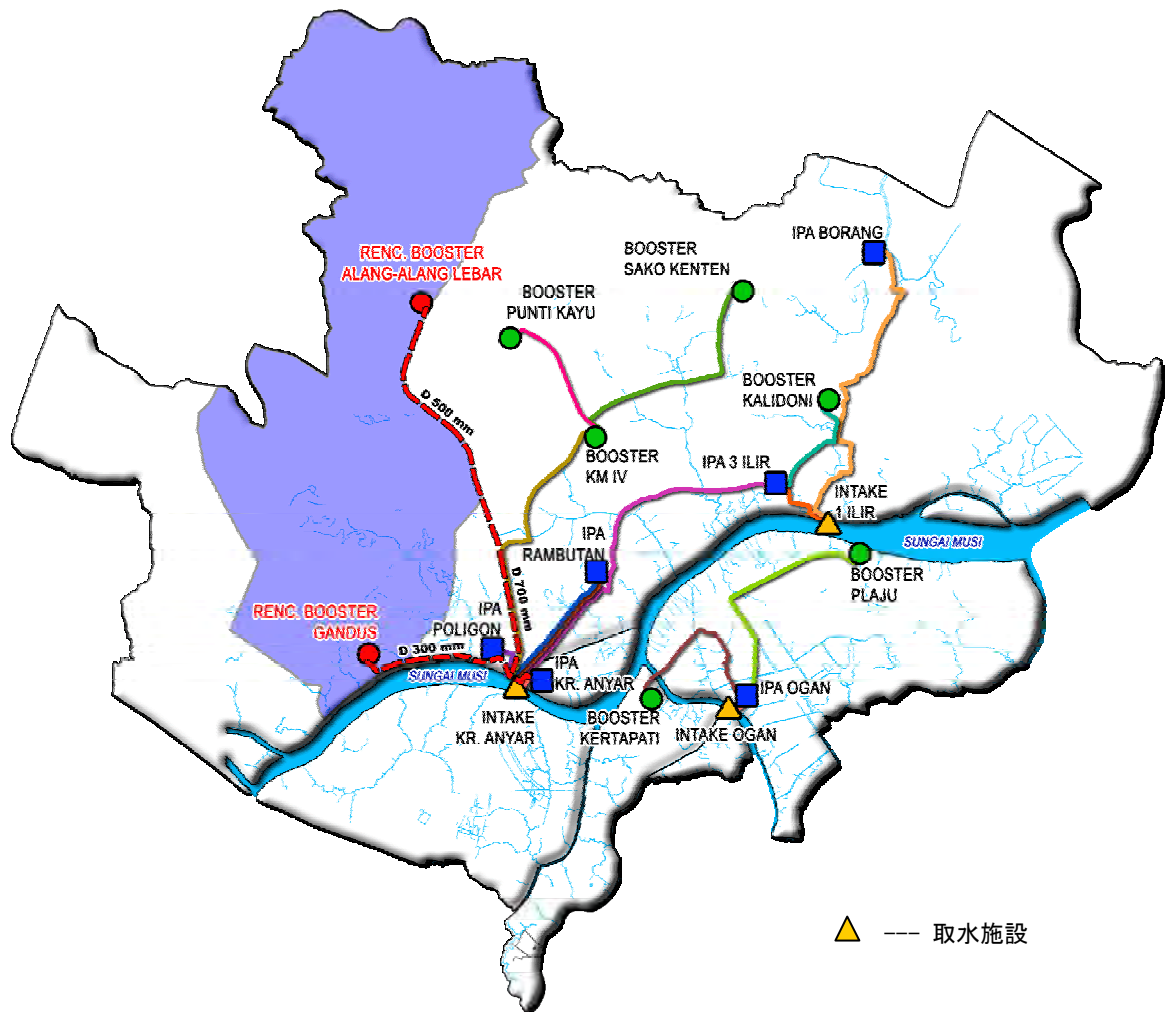 IPA BORANG
BOOSTER
SAKO KENTEN
RENC. BOOSTER
ALANG-ALANG LEBAR
BOOSTER
PUNTI KAYU
D 500 mm
BOOSTER
KALIDONI
BOOSTER
KM IV
IPA 3 ILIR
INTAKE
1 ILIR
SUNGAI MUSI
IPA
RAMBUTAN
BOOSTER
PLAJU
D 700 mm
RENC. BOOSTER
GANDUS
IPA
POLIGON
D 300 mm
SUNGAI MUSI
IPA
KR. ANYAR
INTAKE
KR. ANYAR
BOOSTER
KERTAPATI
IPA OGAN
INTAKE OGAN
--- 取水施設